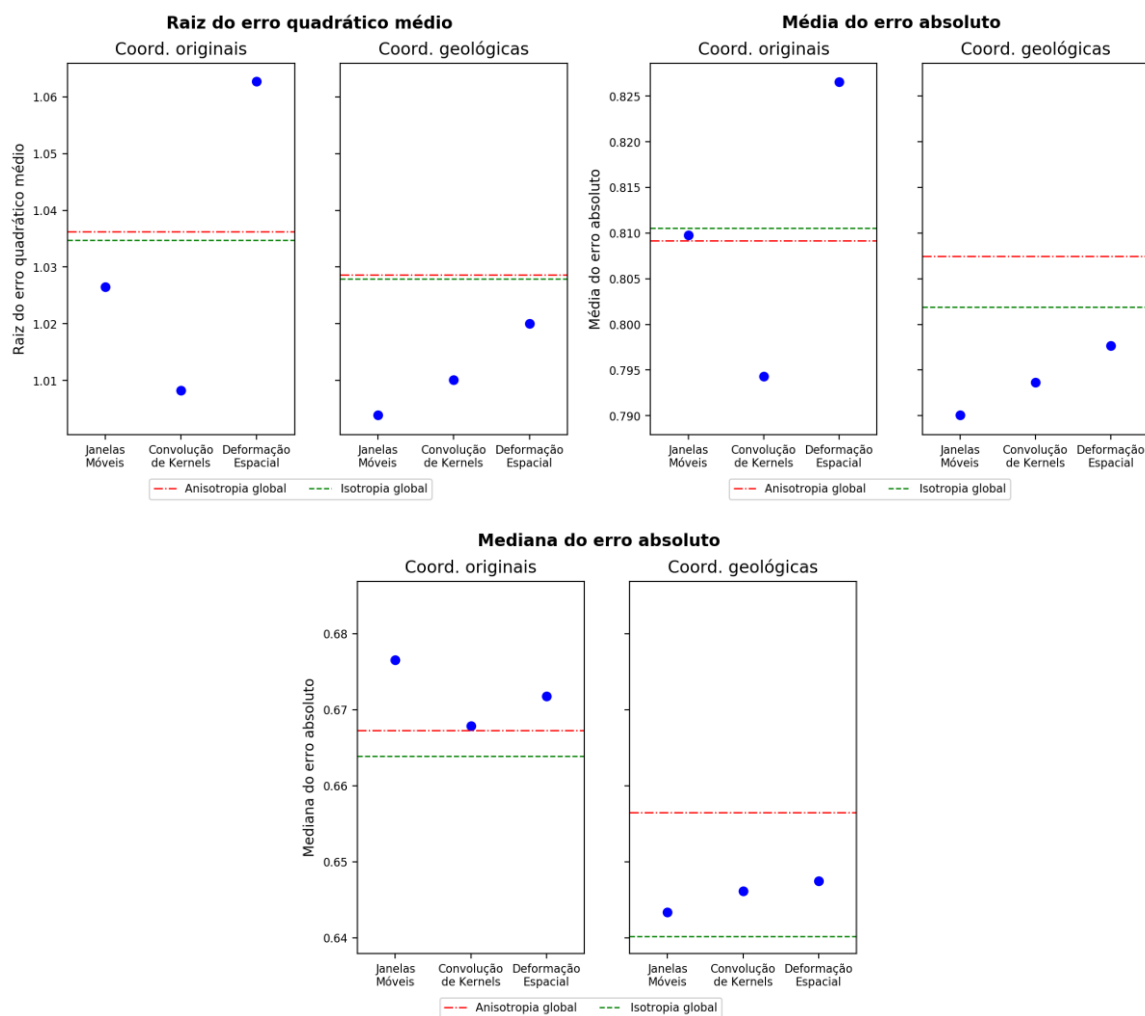 Raiz do erro quadrático médio
Coord. originais
Coord. geológicas
Raiz do erro quadrático médio
1.06
1.05
1.04
1.03
1.02
1.01
Janelas
Móveis
Convolução
de Kernels
Deformação
Espacial
Janelas
Móveis
Convolução
de Kernels
Deformação
Espacial
Anisotropia global
Isotropia global
Média do erro absoluto
Coord. originais
Coord. geológicas
Média do erro absoluto
0.825
0.820
0.815
0.810
0.805
0.800
0.795
0.790
Janelas
Móveis
Convolução
de Kernels
Deformação
Espacial
Janelas
Móveis
Convolução
de Kernels
Deformação
Espacial
Anisotropia global
Isotropia global
Mediana do erro absoluto
Coord. originais
Coord. geológicas
Mediana do erro absoluto
0.68
0.67
0.66
0.65
0.64
Janelas
Móveis
Convolução
de Kernels
Deformação
Espacial
Janelas
Móveis
Convolução
de Kernels
Deformação
Espacial
Anisotropia global
Isotropia global